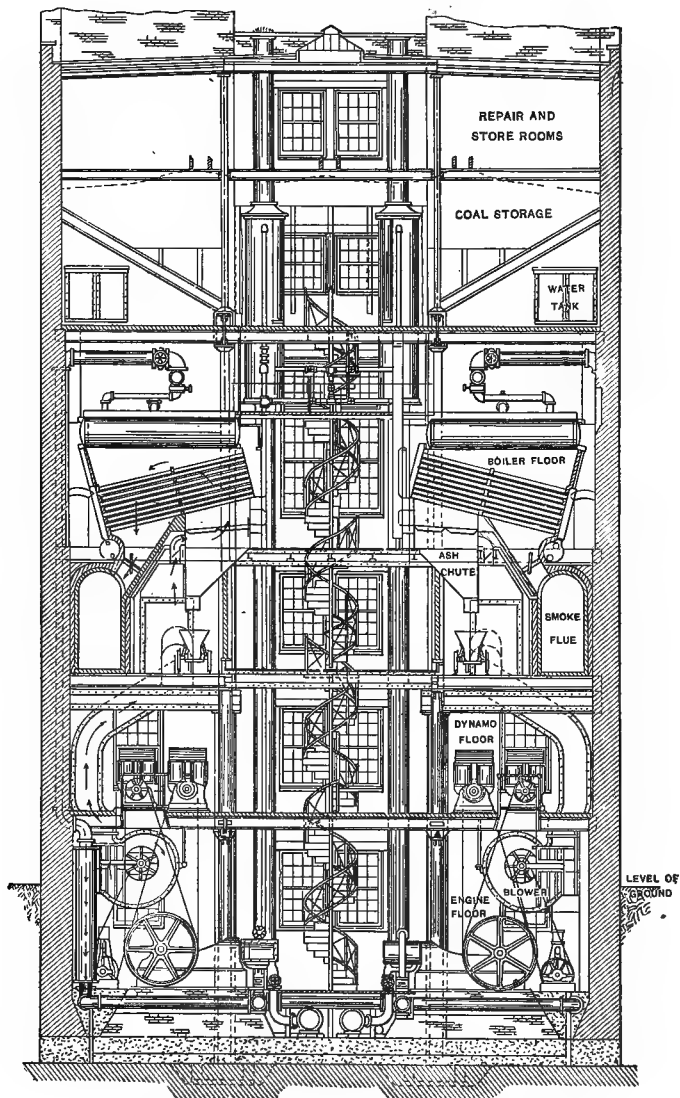 REPAIR AND
STORE ROOMS
COAL STORAGE
WATER
TANK
BOILER FLOOR
ASH
CHUTE
SMOKE
FLUE
DYNAMO
FLOOR
LEVEL OF
GROUND
BLOWER
ENGINE
FLOOR